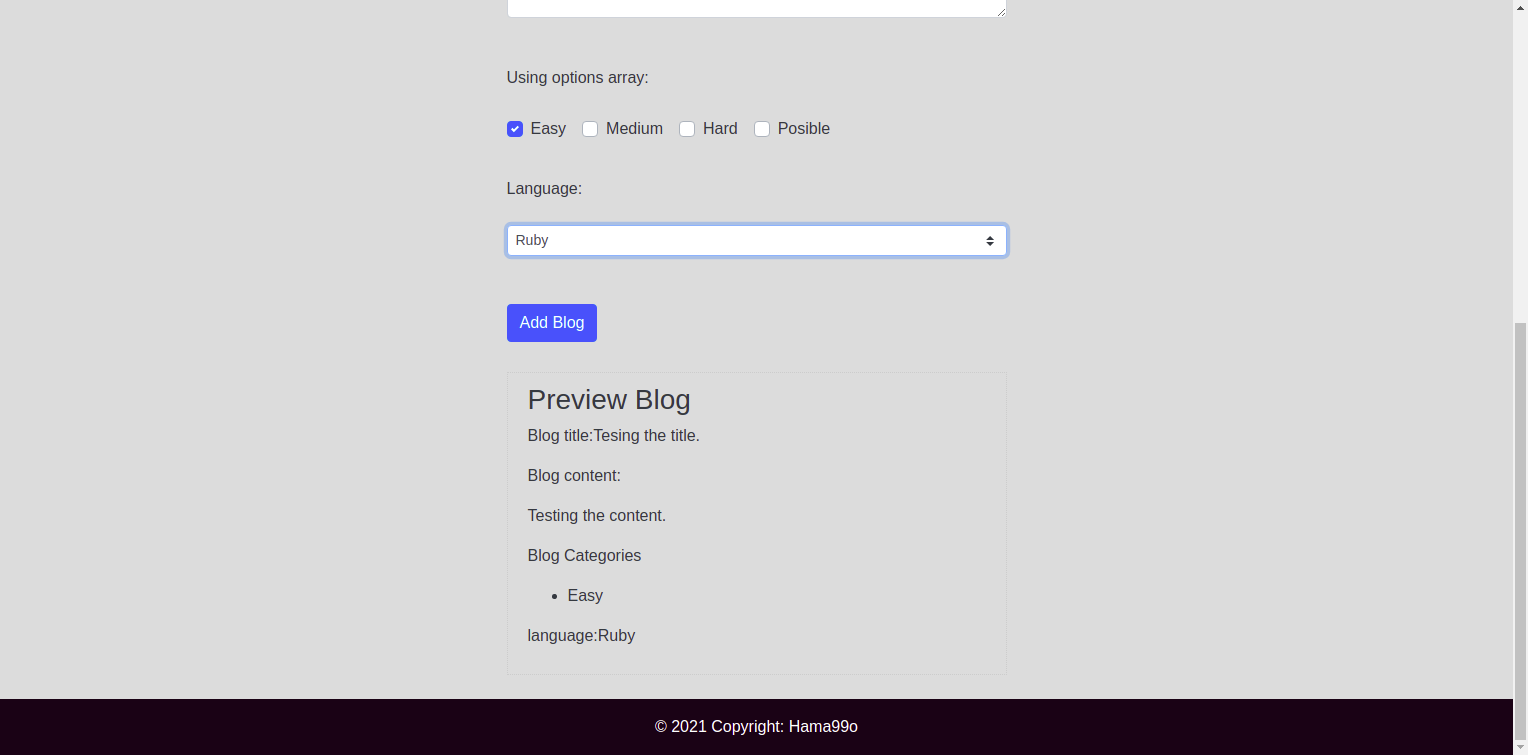 Using options array:
Easy Medium Hard Posible
Language:
Ruby
Add Blog
Preview Blog
Blog title:Tesing the title.
Blog content:
Testing the content.
Blog Categories
Easy
language:Ruby
© 2021 Copyright: Hama99o